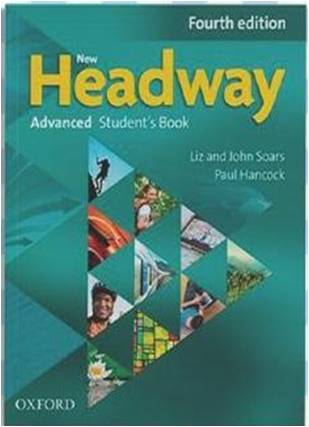 Fourth edition
New
Headway
Advanced Student's Book
Liz and John Soars
Paul Hancock
OXFORD